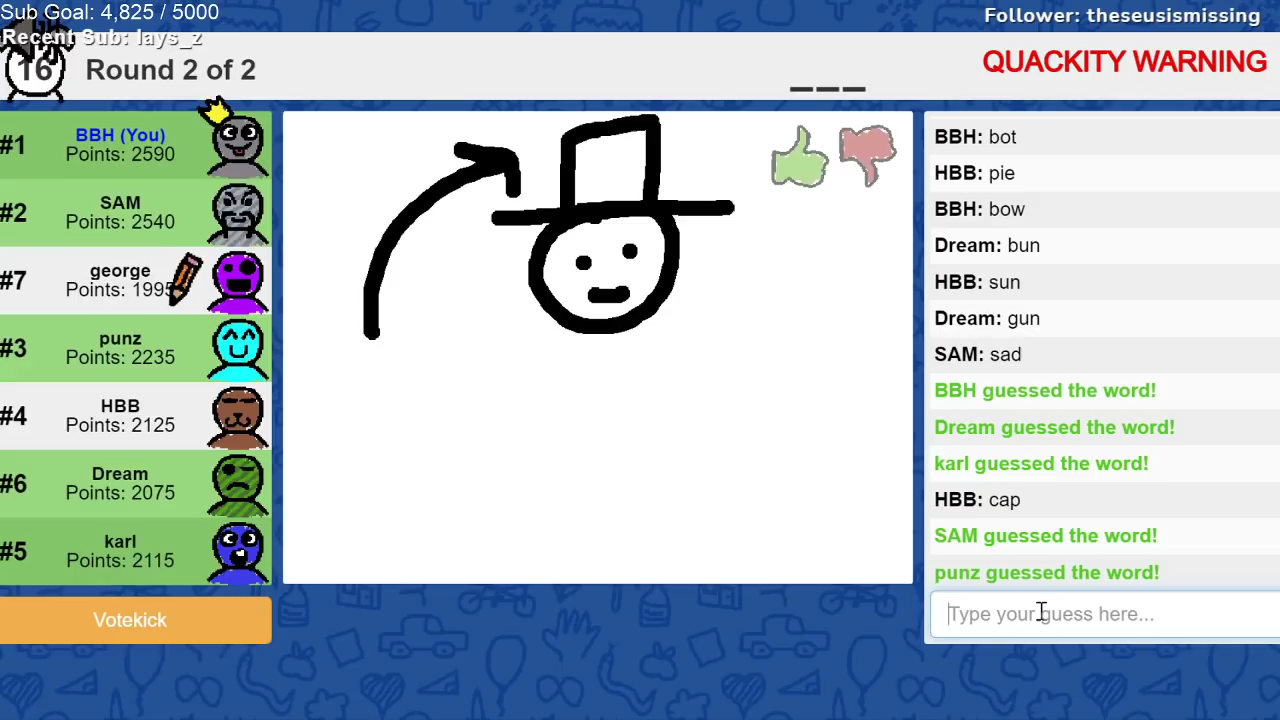 Sub Goal: 4,825 / 5000
Follower: theseusismissing
Recent Sub: lays_z
16
Round 2 of 2
___
QUACKITY WARNING
#1
BBH (You)
Points: 2590
#2
SAM
Points: 2540
#7
george
Points: 1995
#3
punz
Points: 2235
#4
HBB
Points: 2125
#6
Dream
Points: 2075
#5
karl
Points: 2115
Votekick
BBH: bot
HBB: pie
BBH: bow
Dream: bun
HBB: sun
Dream: gun
SAM: sad
BBH guessed the word!
Dream guessed the word!
karl guessed the word!
HBB: cap
SAM guessed the word!
punz guessed the word!
Type your guess here...